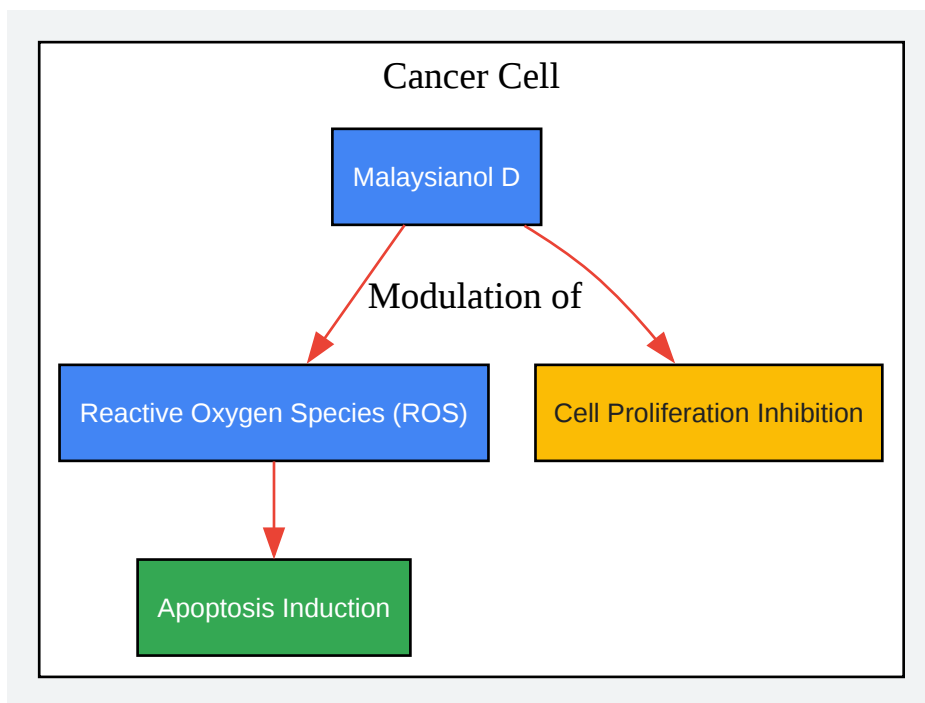 Cancer Cell
Malaysianol D
Modulation of
Reactive Oxygen Species (ROS)
Cell Proliferation Inhibition
Apoptosis Induction